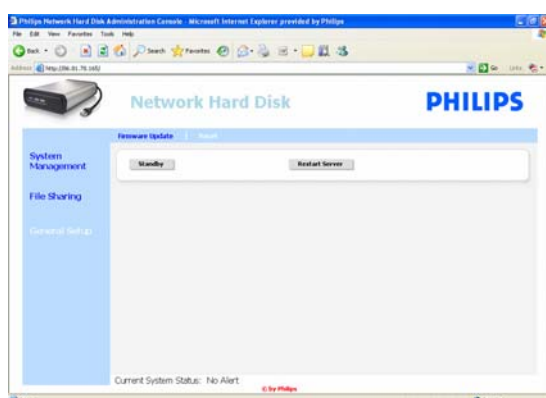 Philips Network Hard Disk Administration Console - Microsoft Internet Explorer provided by Philips
File Edit View Favorites Tools Help
Back Search Favorites
Address Go Links
Network Hard Disk
PHILIPS
Firmware Update
System
Management
File Sharing
General Setup
Standby Restart Server
Current System Status: No Alert
© by Philips